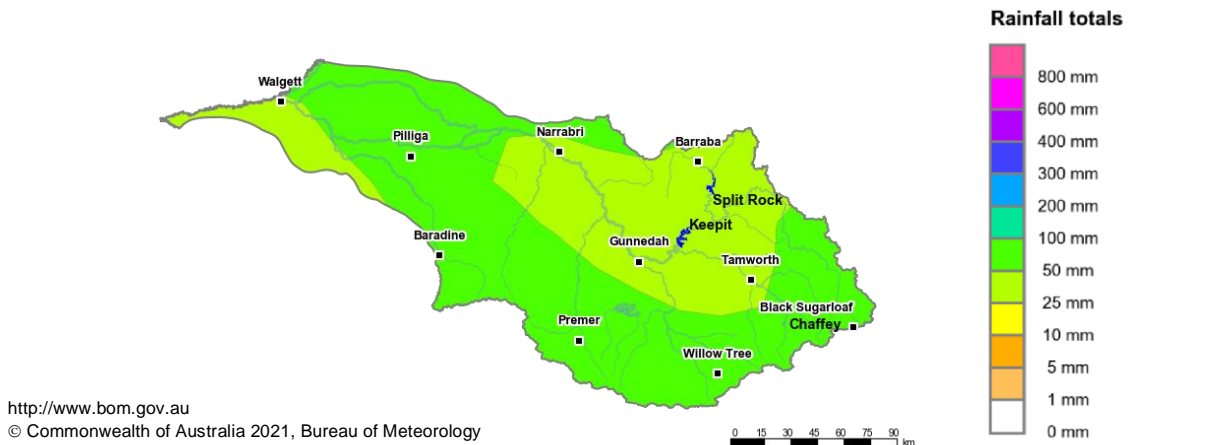 Rainfall totals
800 mm
600 mm
400 mm
300 mm
200 mm
100 mm
50 mm
25 mm
10 mm
5 mm
1 mm
0 mm
Walgett
Pilliga
Narrabri
Barraba
Split Rock
Keepit
Baradine
Gunnedah
Tamworth
Black Sugarloaf
Chaffey
Premer
Willow Tree
http://www.bom.gov.au
© Commonwealth of Australia 2021, Bureau of Meteorology
0 15 30 45 60 75 90
km